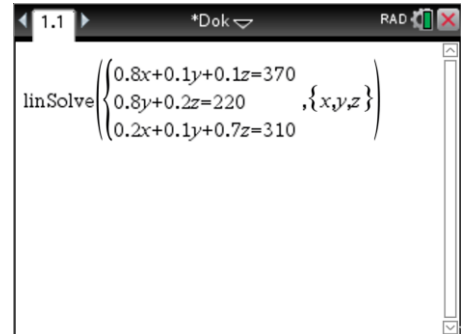 1.1 *Dok RAD
0.8x+0.1y+0.1z=370
linSolve({0.8y+0.2z=220 ,{x,y,z})
0.2x+0.1y+0.7z=310